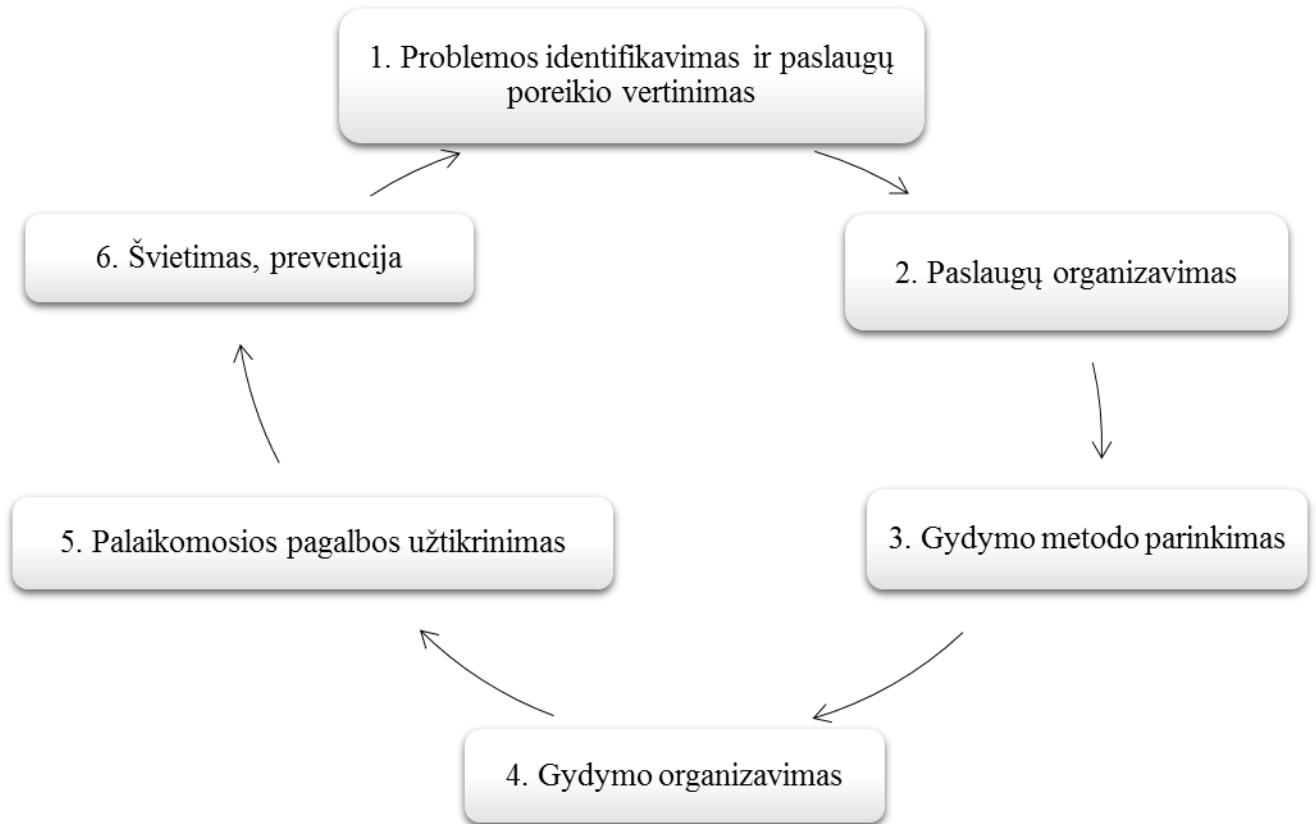 1. Problemos identifikavimas ir paslaugų
poreikio vertinimas
2. Paslaugų organizavimas
3. Gydymo metodo parinkimas
4. Gydymo organizavimas
5. Palaikomosios pagalbos užtikrinimas
6. Švietimas, prevencija